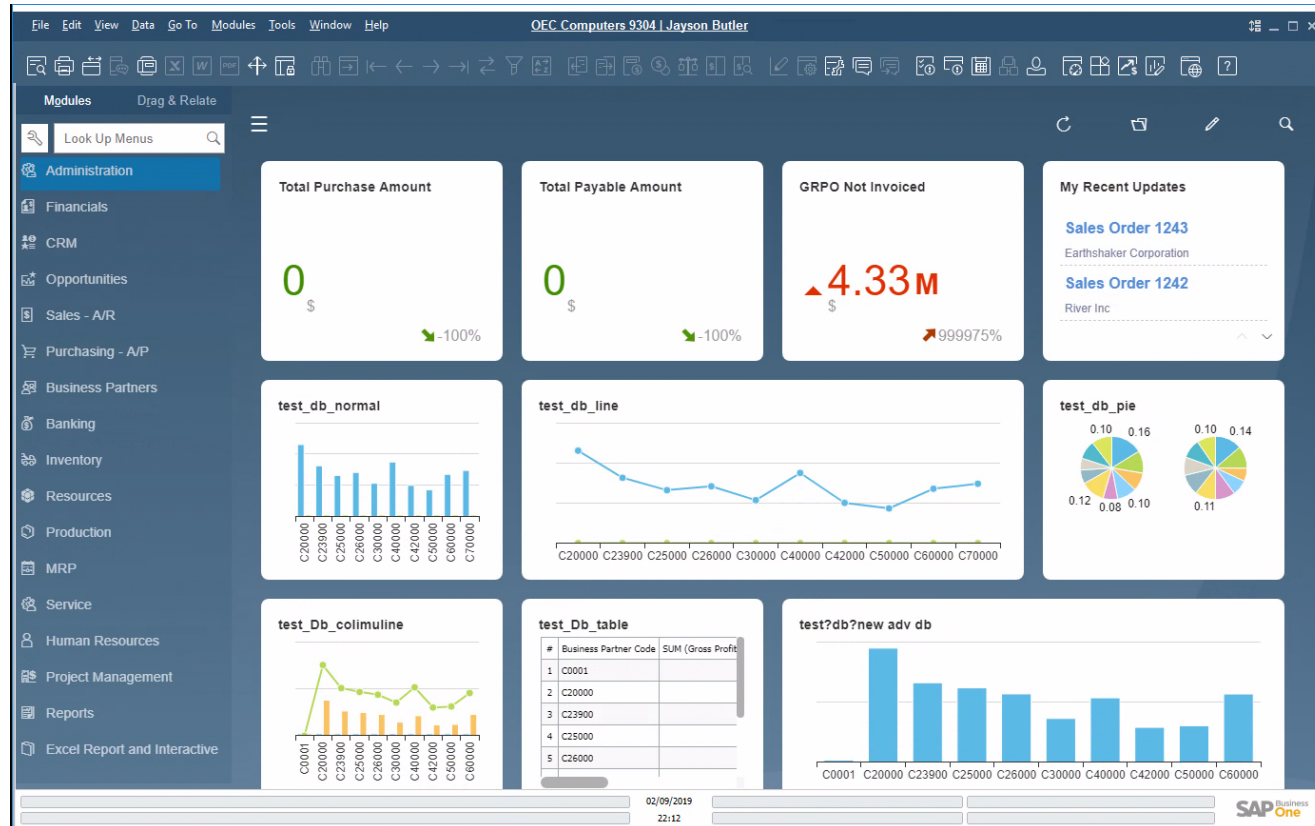 File Edit View Data Go To Modules Tools Window Help
OEC Computers 9304 | Jayson Butler
Modules Drag & Relate
Look Up Menus
Administration
Financials
CRM
Opportunities
Sales - A/R
Purchasing - A/P
Business Partners
Banking
Inventory
Resources
Production
MRP
Service
Human Resources
Project Management
Reports
Excel Report and Interactive
Total Purchase Amount
0
$
-100%
Total Payable Amount
0
$
-100%
GRPO Not Invoiced
4.33 M
$
999975%
My Recent Updates
Sales Order 1243
Earthshaker Corporation
Sales Order 1242
River Inc
test_db_normal
C20000 C23900 C25000 C26000 C30000 C40000 C42000 C50000 C60000 C70000
test_db_line
C20000 C23900 C25000 C26000 C30000 C40000 C42000 C50000 C60000 C70000
test_db_pie
0.10 0.16
0.12 0.08 0.10
0.10 0.14
0.11
test_Db_colimuline
C0001 C20000 C23900 C25000 C26000 C30000 C40000 C42000 C50000 C60000
test_Db_table
# Business Partner Code SUM (Gross Profit
1 C0001
2 C20000
3 C23900
4 C25000
5 C26000
test?db?new adv db
C0001 C20000 C23900 C25000 C26000 C30000 C40000 C42000 C50000 C60000
02/09/2019
22:12
SAP Business One